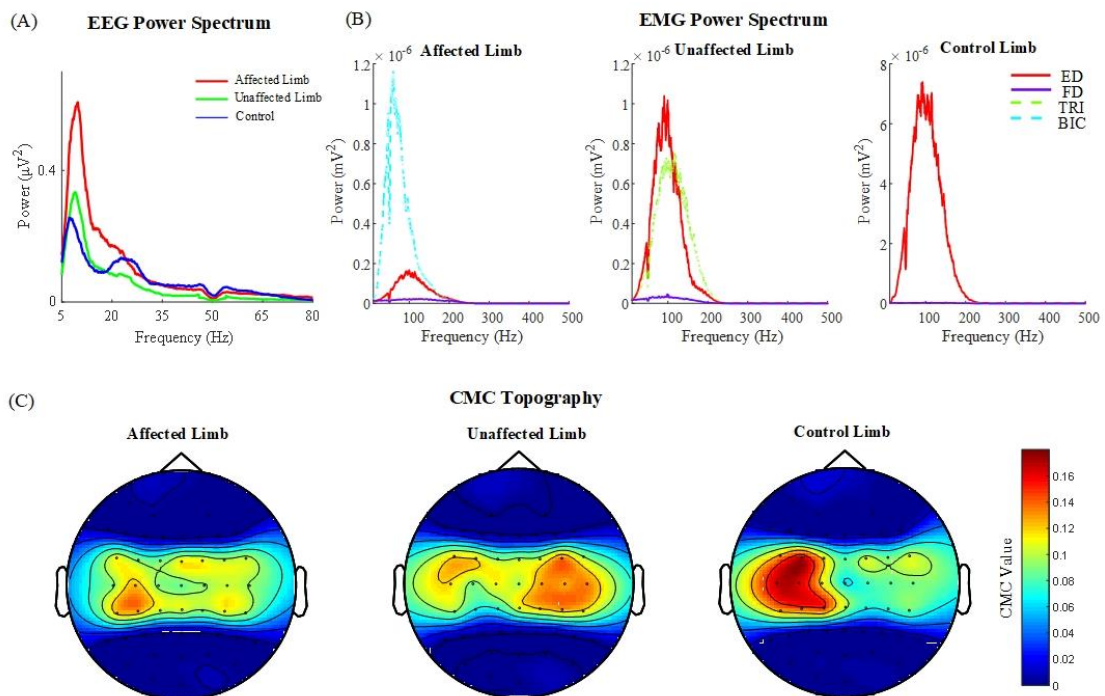 (A)
EEG Power Spectrum
Power (μV²)
0.4
0
5
20
35
50
65
80
Frequency (Hz)
Affected Limb
Unaffected Limb
Control
(B)
EMG Power Spectrum
Affected Limb
× 10⁻⁶
1.2
1
0.8
0.6
0.4
0.2
0
Power (mV²)
100
200
300
400
500
Frequency (Hz)
Unaffected Limb
× 10⁻⁶
1.2
1
0.8
0.6
0.4
0.2
0
Power (mV²)
100
200
300
400
500
Frequency (Hz)
Control Limb
× 10⁻⁶
8
6
4
2
0
Power (mV²)
100
200
300
400
500
Frequency (Hz)
ED
FD
TRI
BIC
(C)
CMC Topography
Affected Limb
Unaffected Limb
Control Limb
0.16
0.14
0.12
0.1
0.08
0.06
0.04
0.02
0
CMC Value